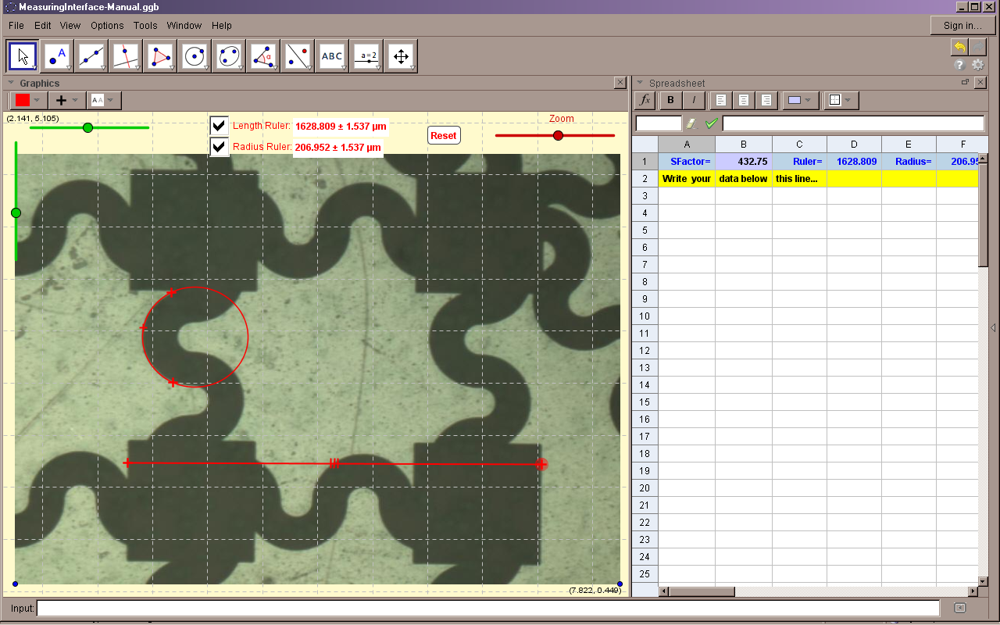 MeasuringInterface-Manual.ggb
File Edit View Options Tools Window Help
Sign in...
A
α
ABC
a=2
Graphics
Spreadsheet
A A
fx B I
(2.141, 5.105)
Length Ruler: 1628.809 ± 1.537 µm
Radius Ruler: 206.952 ± 1.537 µm
Reset
Zoom
A B C D E F
1 SFactor= 432.75 Ruler= 1628.809 Radius= 206.95
2 Write your data below this line...
3
4
5
6
7
8
9
10
11
12
13
14
15
16
17
18
19
20
21
22
23
24
25
(7.822, 0.449)
Input: